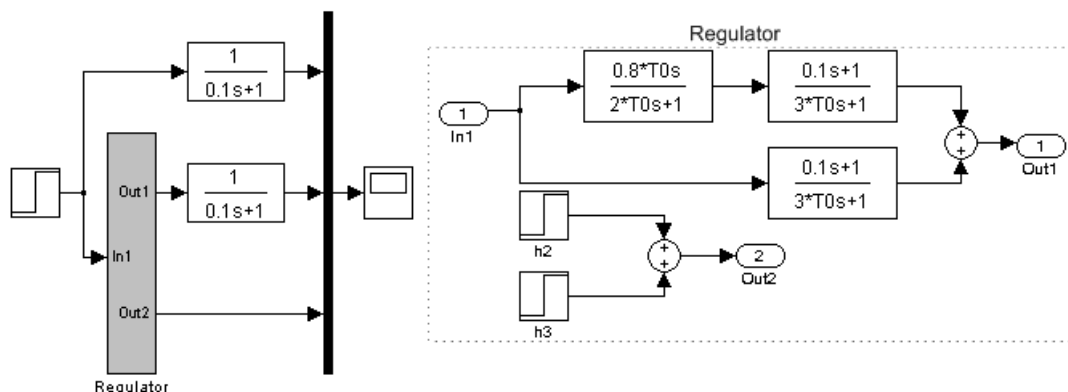 1
0.1s+1
Out1
1
0.1s+1
In1
Out2
Regulator
Regulator
1
In1
0.8*T0s
2*T0s+1
0.1s+1
3*T0s+1
+
+
1
Out1
0.1s+1
3*T0s+1
h2
+
+
2
Out2
h3